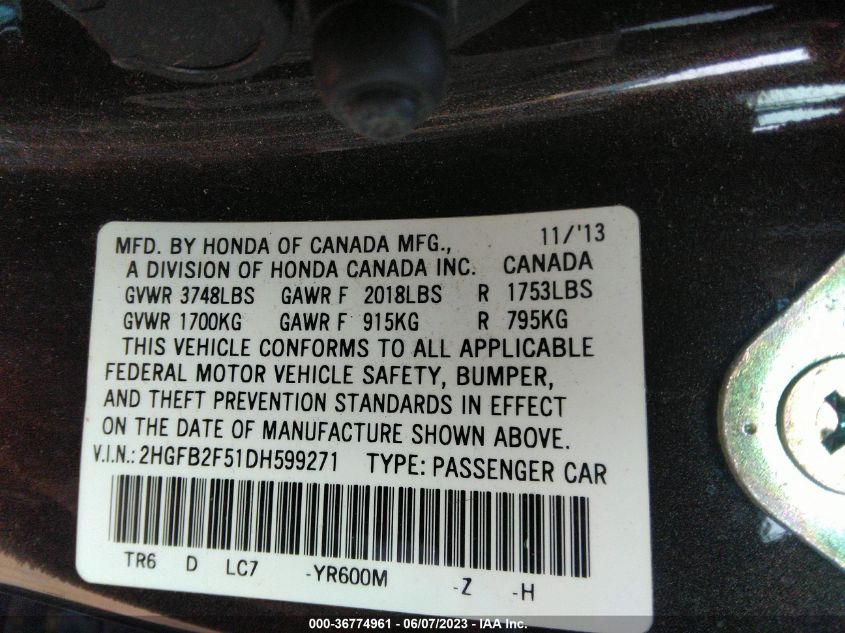 MFD. BY HONDA OF CANADA MFG., 11/'13
A DIVISION OF HONDA CANADA INC. CANADA
GVWR 3748LBS GAWR F 2018LBS R 1753LBS
GVWR 1700KG GAWR F 915KG R 795KG
THIS VEHICLE CONFORMS TO ALL APPLICABLE
FEDERAL MOTOR VEHICLE SAFETY, BUMPER,
AND THEFT PREVENTION STANDARDS IN EFFECT
ON THE DATE OF MANUFACTURE SHOWN ABOVE.
V.I.N.: 2HGFB2F51DH599271 TYPE: PASSENGER CAR
TR6 D LC7 -YR600M -Z -H
000-36774961 - 06/07/2023 - IAA Inc.